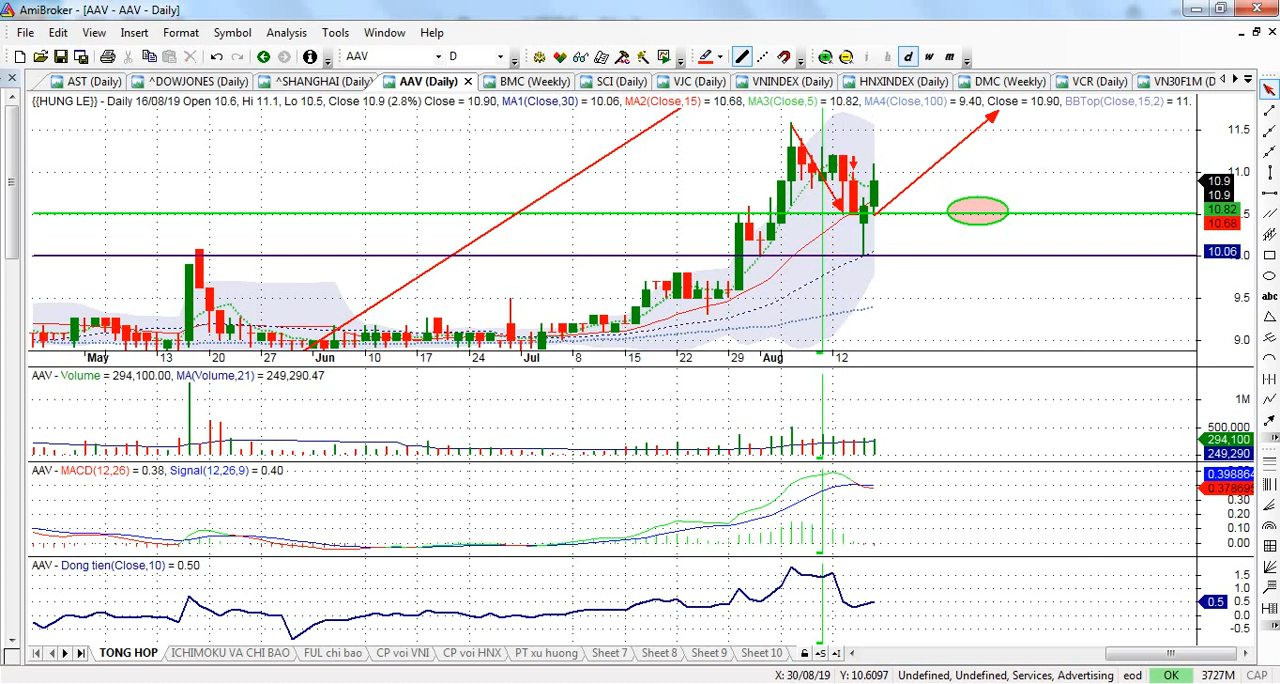 AmiBroker - [AAV - AAV - Daily]
File Edit View Insert Format Symbol Analysis Tools Window Help
AAV D d w m
AST (Daily) ^DOWJONES (Daily) ^SHANGHAI (Daily) AAV (Daily) BMC (Weekly) SCI (Daily) VJC (Daily) VNINDEX (Daily) HNXINDEX (Daily) DMC (Weekly) VCR (Daily) VN30F1M (D
{{HUNG LE}} - Daily 16/08/19 Open 10.6, Hi 11.1, Lo 10.5, Close 10.9 (2.8%) Close = 10.90, MA1(Close,30) = 10.06, MA2(Close,15) = 10.68, MA3(Close,5) = 10.82, MA4(Close,100) = 9.40, Close = 10.90, BBTop(Close,15,2) = 11.
11.5
11.0
10.9
10.9
10.82
10.68
10.06
9.5
9.0
abc
May 13 20 27 Jun 10 17 24 Jul 8 15 22 29 Aug 12
AAV - Volume = 294,100.00, MA(Volume,21) = 249,290.47
1M
500,000
294,100
249,290
AAV - MACD(12,26) = 0.38, Signal(12,26,9) = 0.40
0.398864
0.378695
0.30
0.20
0.10
0.00
AAV - Dong tien(Close,10) = 0.50
1.5
1.0
0.5
0.5
0.0
-0.5
TONG HOP ICHIMOKU VA CHI BAO FUL chi bao CP voi VNI CP voi HNX PT xu huong Sheet 7 Sheet 8 Sheet 9 Sheet 10
X: 30/08/19 Y: 10.6097 Undefined, Undefined, Services, Advertising eod OK 3727M CAP